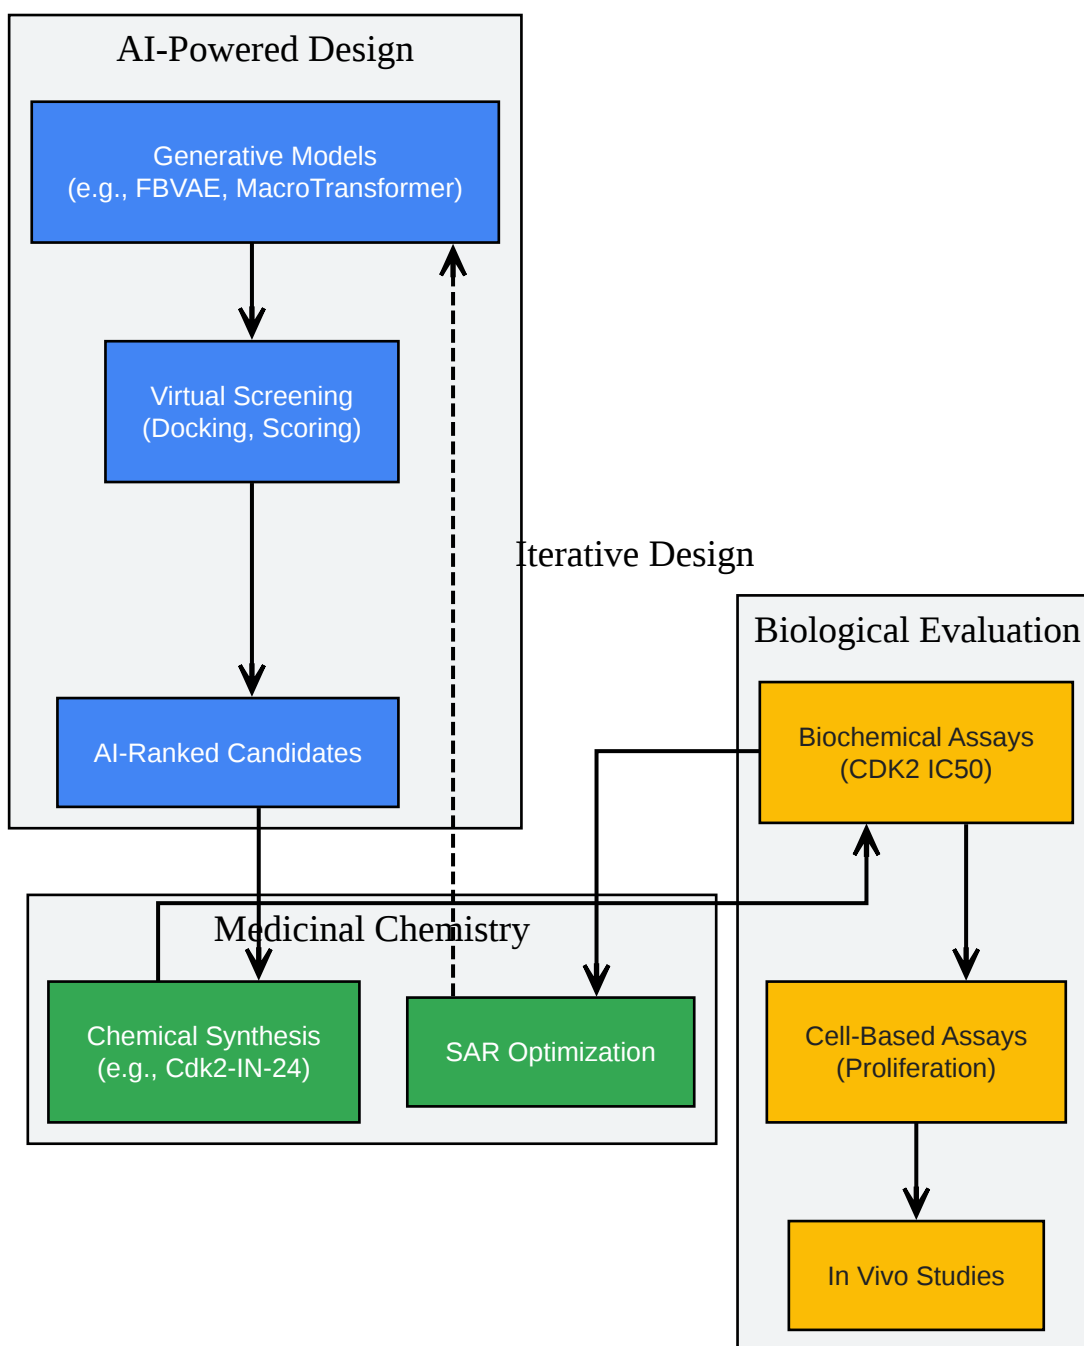 AI-Powered Design
Generative Models
(e.g., FBVAE, MacroTransformer)
Virtual Screening
(Docking, Scoring)
Iterative Design
AI-Ranked Candidates
Biological Evaluation
Biochemical Assays
(CDK2 IC50)
Medicinal Chemistry
Chemical Synthesis
(e.g., Cdk2-IN-24)
SAR Optimization
Cell-Based Assays
(Proliferation)
In Vivo Studies